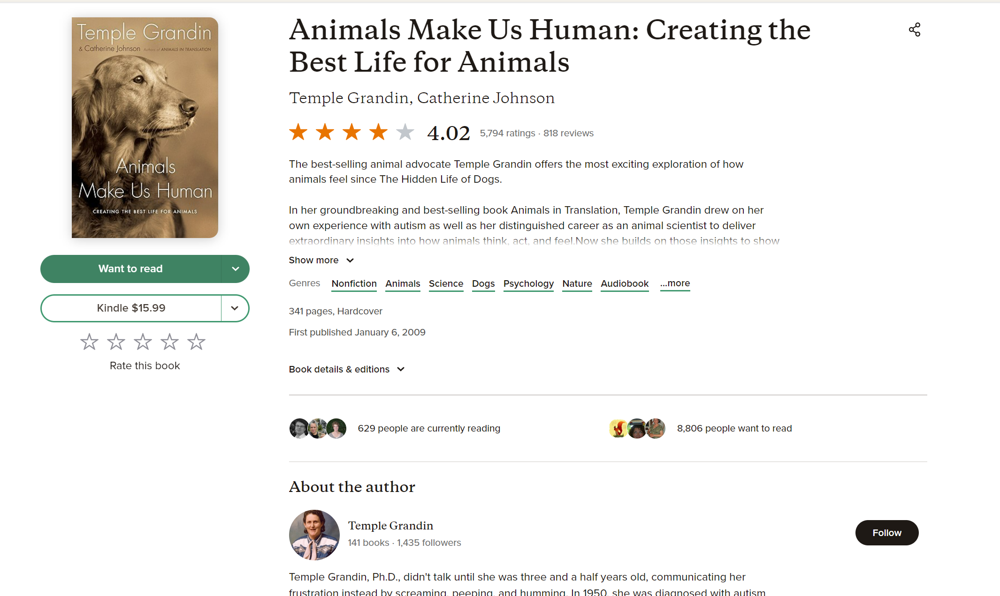 Temple Grandin
& Catherine Johnson Authors of ANIMALS IN TRANSLATION
Animals
Make Us Human
CREATING THE BEST LIFE FOR ANIMALS
Want to read
Kindle $15.99
Rate this book
Animals Make Us Human: Creating the
Best Life for Animals
Temple Grandin, Catherine Johnson
4.02 5,794 ratings · 818 reviews
The best-selling animal advocate Temple Grandin offers the most exciting exploration of how
animals feel since The Hidden Life of Dogs.
In her groundbreaking and best-selling book Animals in Translation, Temple Grandin drew on her
own experience with autism as well as her distinguished career as an animal scientist to deliver
extraordinary insights into how animals think, act, and feel.Now she builds on those insights to show
Show more
Genres Nonfiction Animals Science Dogs Psychology Nature Audiobook ...more
341 pages, Hardcover
First published January 6, 2009
Book details & editions
629 people are currently reading
8,806 people want to read
About the author
Temple Grandin
141 books · 1,435 followers
Follow
Temple Grandin, Ph.D., didn't talk until she was three and a half years old, communicating her
frustration instead by screaming, peeping, and humming. In 1950, she was diagnosed with autism